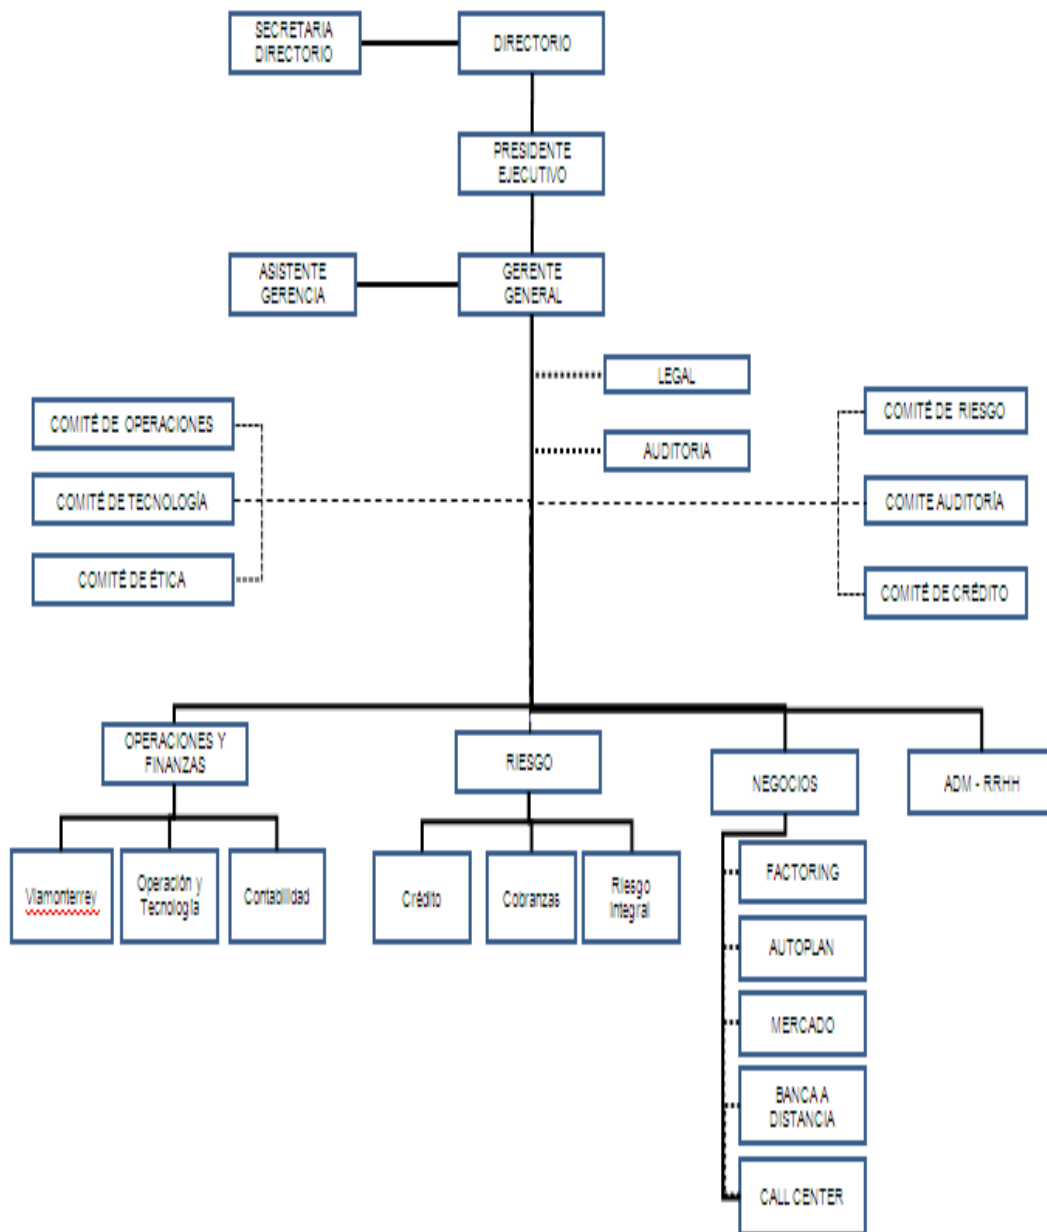 SECRETARIA
DIRECTORIO
DIRECTORIO
PRESIDENTE
EJECUTIVO
ASISTENTE
GERENCIA
GERENTE
GENERAL
LEGAL
AUDITORIA
COMITÉ DE OPERACIONES
COMITÉ DE TECNOLOGÍA
COMITÉ DE ÉTICA
COMITÉ DE RIESGO
COMITE AUDITORÍA
COMITÉ DE CRÉDITO
OPERACIONES Y
FINANZAS
RIESGO
NEGOCIOS
ADM - RRHH
Viamonterrey
Operación y
Tecnología
Contabilidad
Crédito
Cobranzas
Riesgo
Integral
FACTORING
AUTOPLAN
MERCADO
BANCA A
DISTANCIA
CALL CENTER